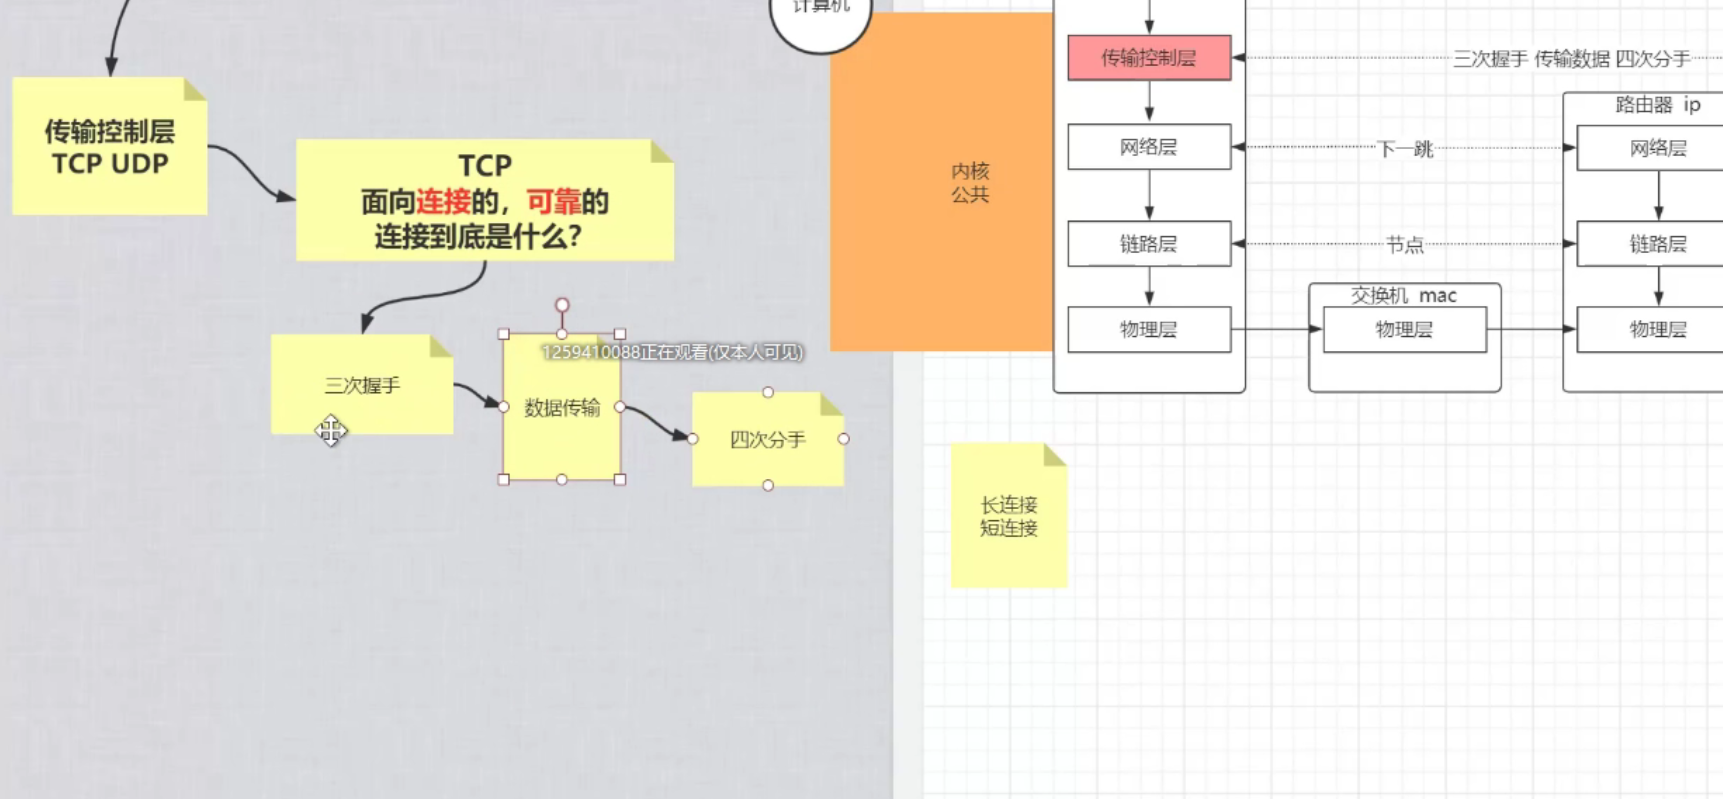 计算机
传输控制层
TCP UDP
TCP
面向连接的，可靠的
连接到底是什么？
三次握手
1259410088正在观看(仅本人可见)
数据传输
四次分手
内核
公共
传输控制层
三次握手 传输数据 四次分手
网络层
下一跳
路由器 ip
网络层
链路层
节点
链路层
物理层
交换机 mac
物理层
物理层
长连接
短连接